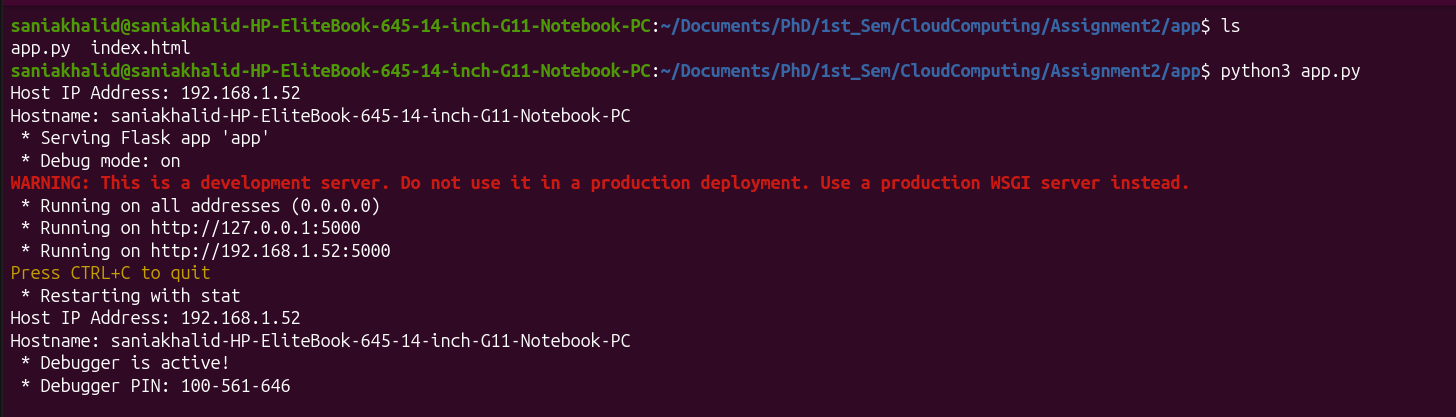 saniakhalid@saniakhalid-HP-EliteBook-645-14-inch-G11-Notebook-PC:~/Documents/PhD/1st_Sem/CloudComputing/Assignment2/app$ ls
app.py  index.html
saniakhalid@saniakhalid-HP-EliteBook-645-14-inch-G11-Notebook-PC:~/Documents/PhD/1st_Sem/CloudComputing/Assignment2/app$ python3 app.py
Host IP Address: 192.168.1.52
Hostname: saniakhalid-HP-EliteBook-645-14-inch-G11-Notebook-PC
 * Serving Flask app 'app'
 * Debug mode: on
WARNING: This is a development server. Do not use it in a production deployment. Use a production WSGI server instead.
 * Running on all addresses (0.0.0.0)
 * Running on http://127.0.0.1:5000
 * Running on http://192.168.1.52:5000
Press CTRL+C to quit
 * Restarting with stat
Host IP Address: 192.168.1.52
Hostname: saniakhalid-HP-EliteBook-645-14-inch-G11-Notebook-PC
 * Debugger is active!
 * Debugger PIN: 100-561-646